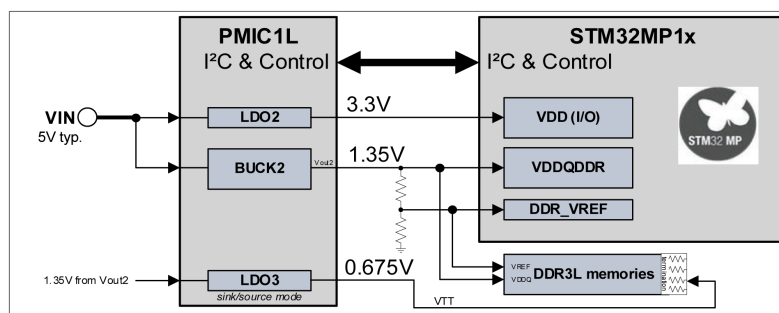 PMIC1L
I²C & Control
STM32MP1x
I²C & Control
VIN
5V typ.
LDO2
3.3V
VDD (I/O)
STM32 MP
BUCK2
Vout2
1.35V
VDDQDDR
DDR_VREF
1.35V from Vout2
LDO3
sink/source mode
0.675V
VTT
VREF
VDDQ
DDR3L memories
termination